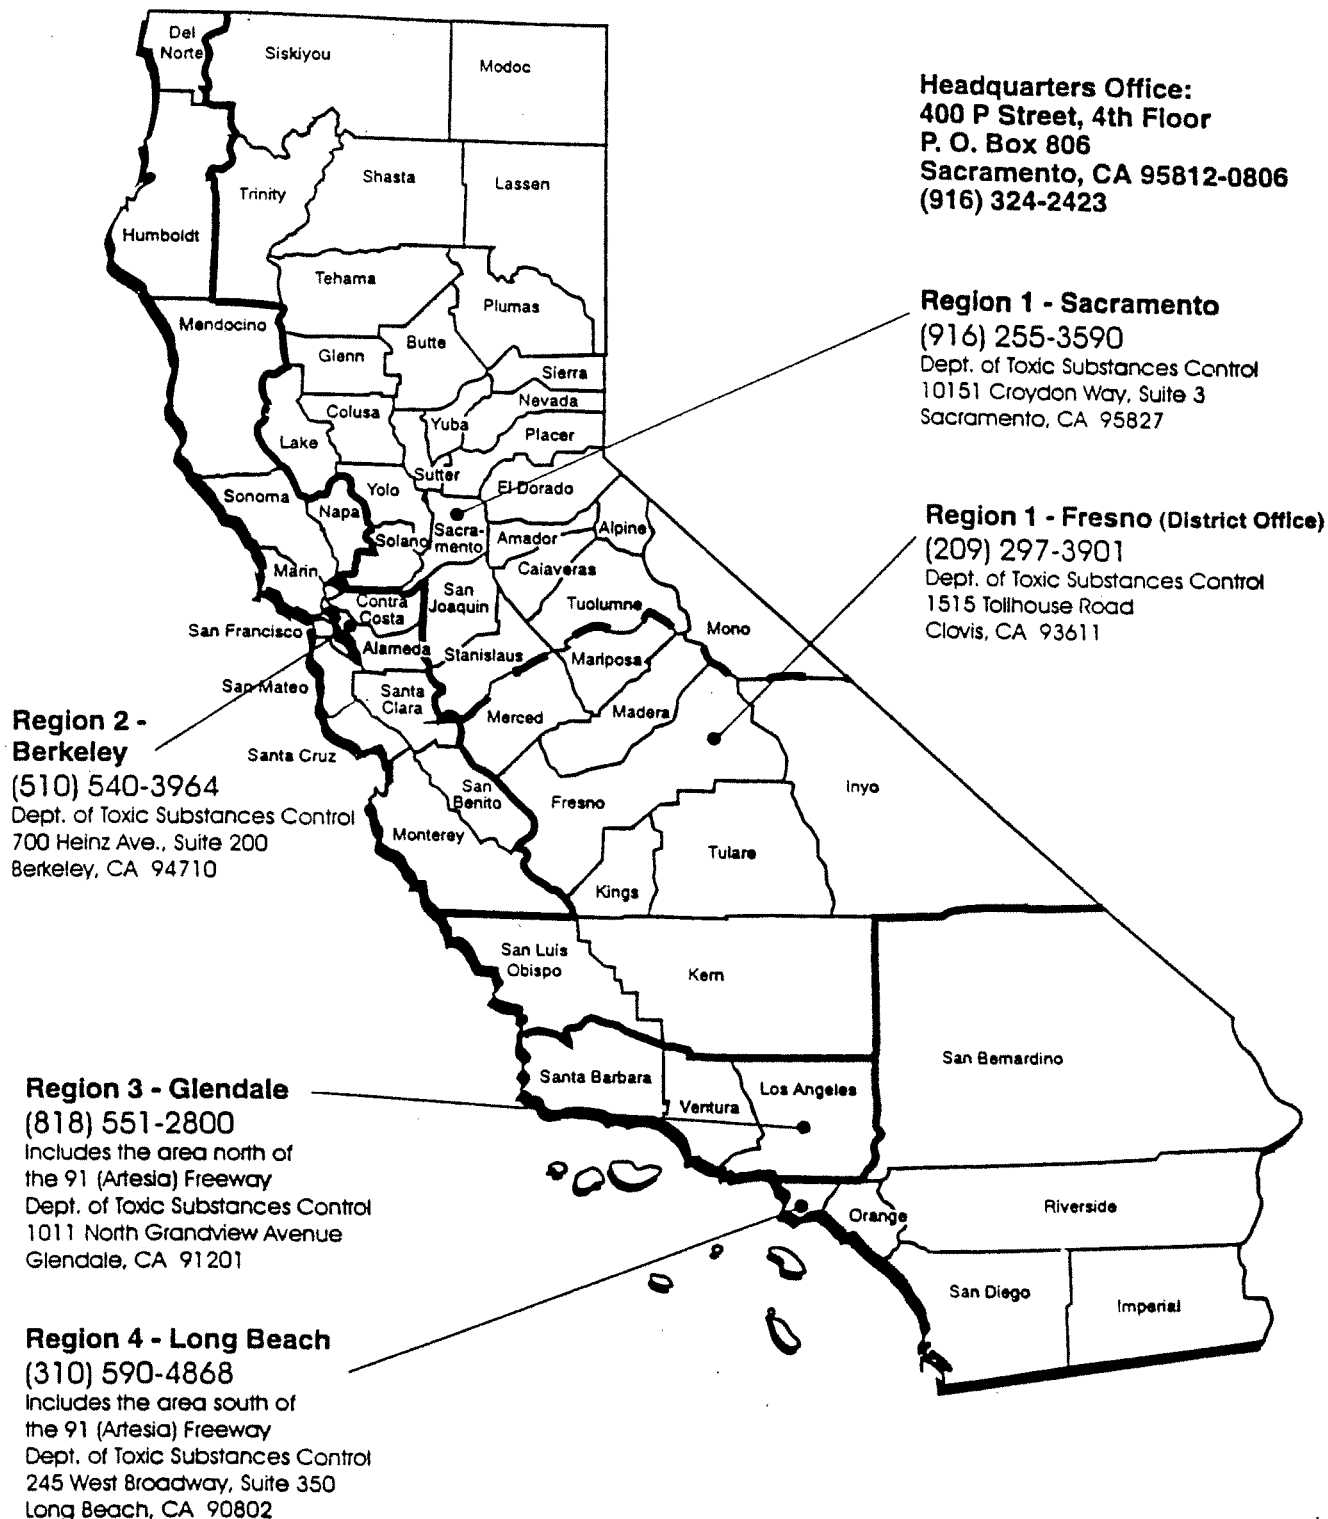 Del
Norte
Siskiyou
Modoc
Shasta
Lassen
Trinity
Humboldt
Tehama
Plumas
Mendocino
Butte
Glenn
Sierra
Nevada
Colusa
Yuba
Placer
Lake
Sutter
El Dorado
Yolo
Sonoma
Napa
Sacra-
mento
Solano
Amador
Alpine
Marin
Caiaveras
San
Joaquin
Contra
Costa
Tuolumne
Mono
San Francisco
Alameda
Stanislaus
Mariposa
San Mateo
Santa
Clara
Merced
Madera
Santa Cruz
San
Benito
Fresno
Inyo
Monterey
Tulare
Kings
San Luis
Obispo
Kern
San Bernardino
Santa Barbara
Los Angeles
Ventura
Orange
Riverside
San Diego
Imperial
Headquarters Office:
400 P Street, 4th Floor
P. O. Box 806
Sacramento, CA 95812-0806
(916) 324-2423
Region 1 - Sacramento
(916) 255-3590
Dept. of Toxic Substances Control
10151 Croydon Way, Suite 3
Sacramento, CA 95827
Region 1 - Fresno (District Office)
(209) 297-3901
Dept. of Toxic Substances Control
1515 Tollhouse Road
Clovis, CA 93611
Region 2 -
Berkeley
(510) 540-3964
Dept. of Toxic Substances Control
700 Heinz Ave., Suite 200
Berkeley, CA 94710
Region 3 - Glendale
(818) 551-2800
Includes the area north of
the 91 (Artesia) Freeway
Dept. of Toxic Substances Control
1011 North Grandview Avenue
Glendale, CA 91201
Region 4 - Long Beach
(310) 590-4868
Includes the area south of
the 91 (Artesia) Freeway
Dept. of Toxic Substances Control
245 West Broadway, Suite 350
Long Beach, CA 90802